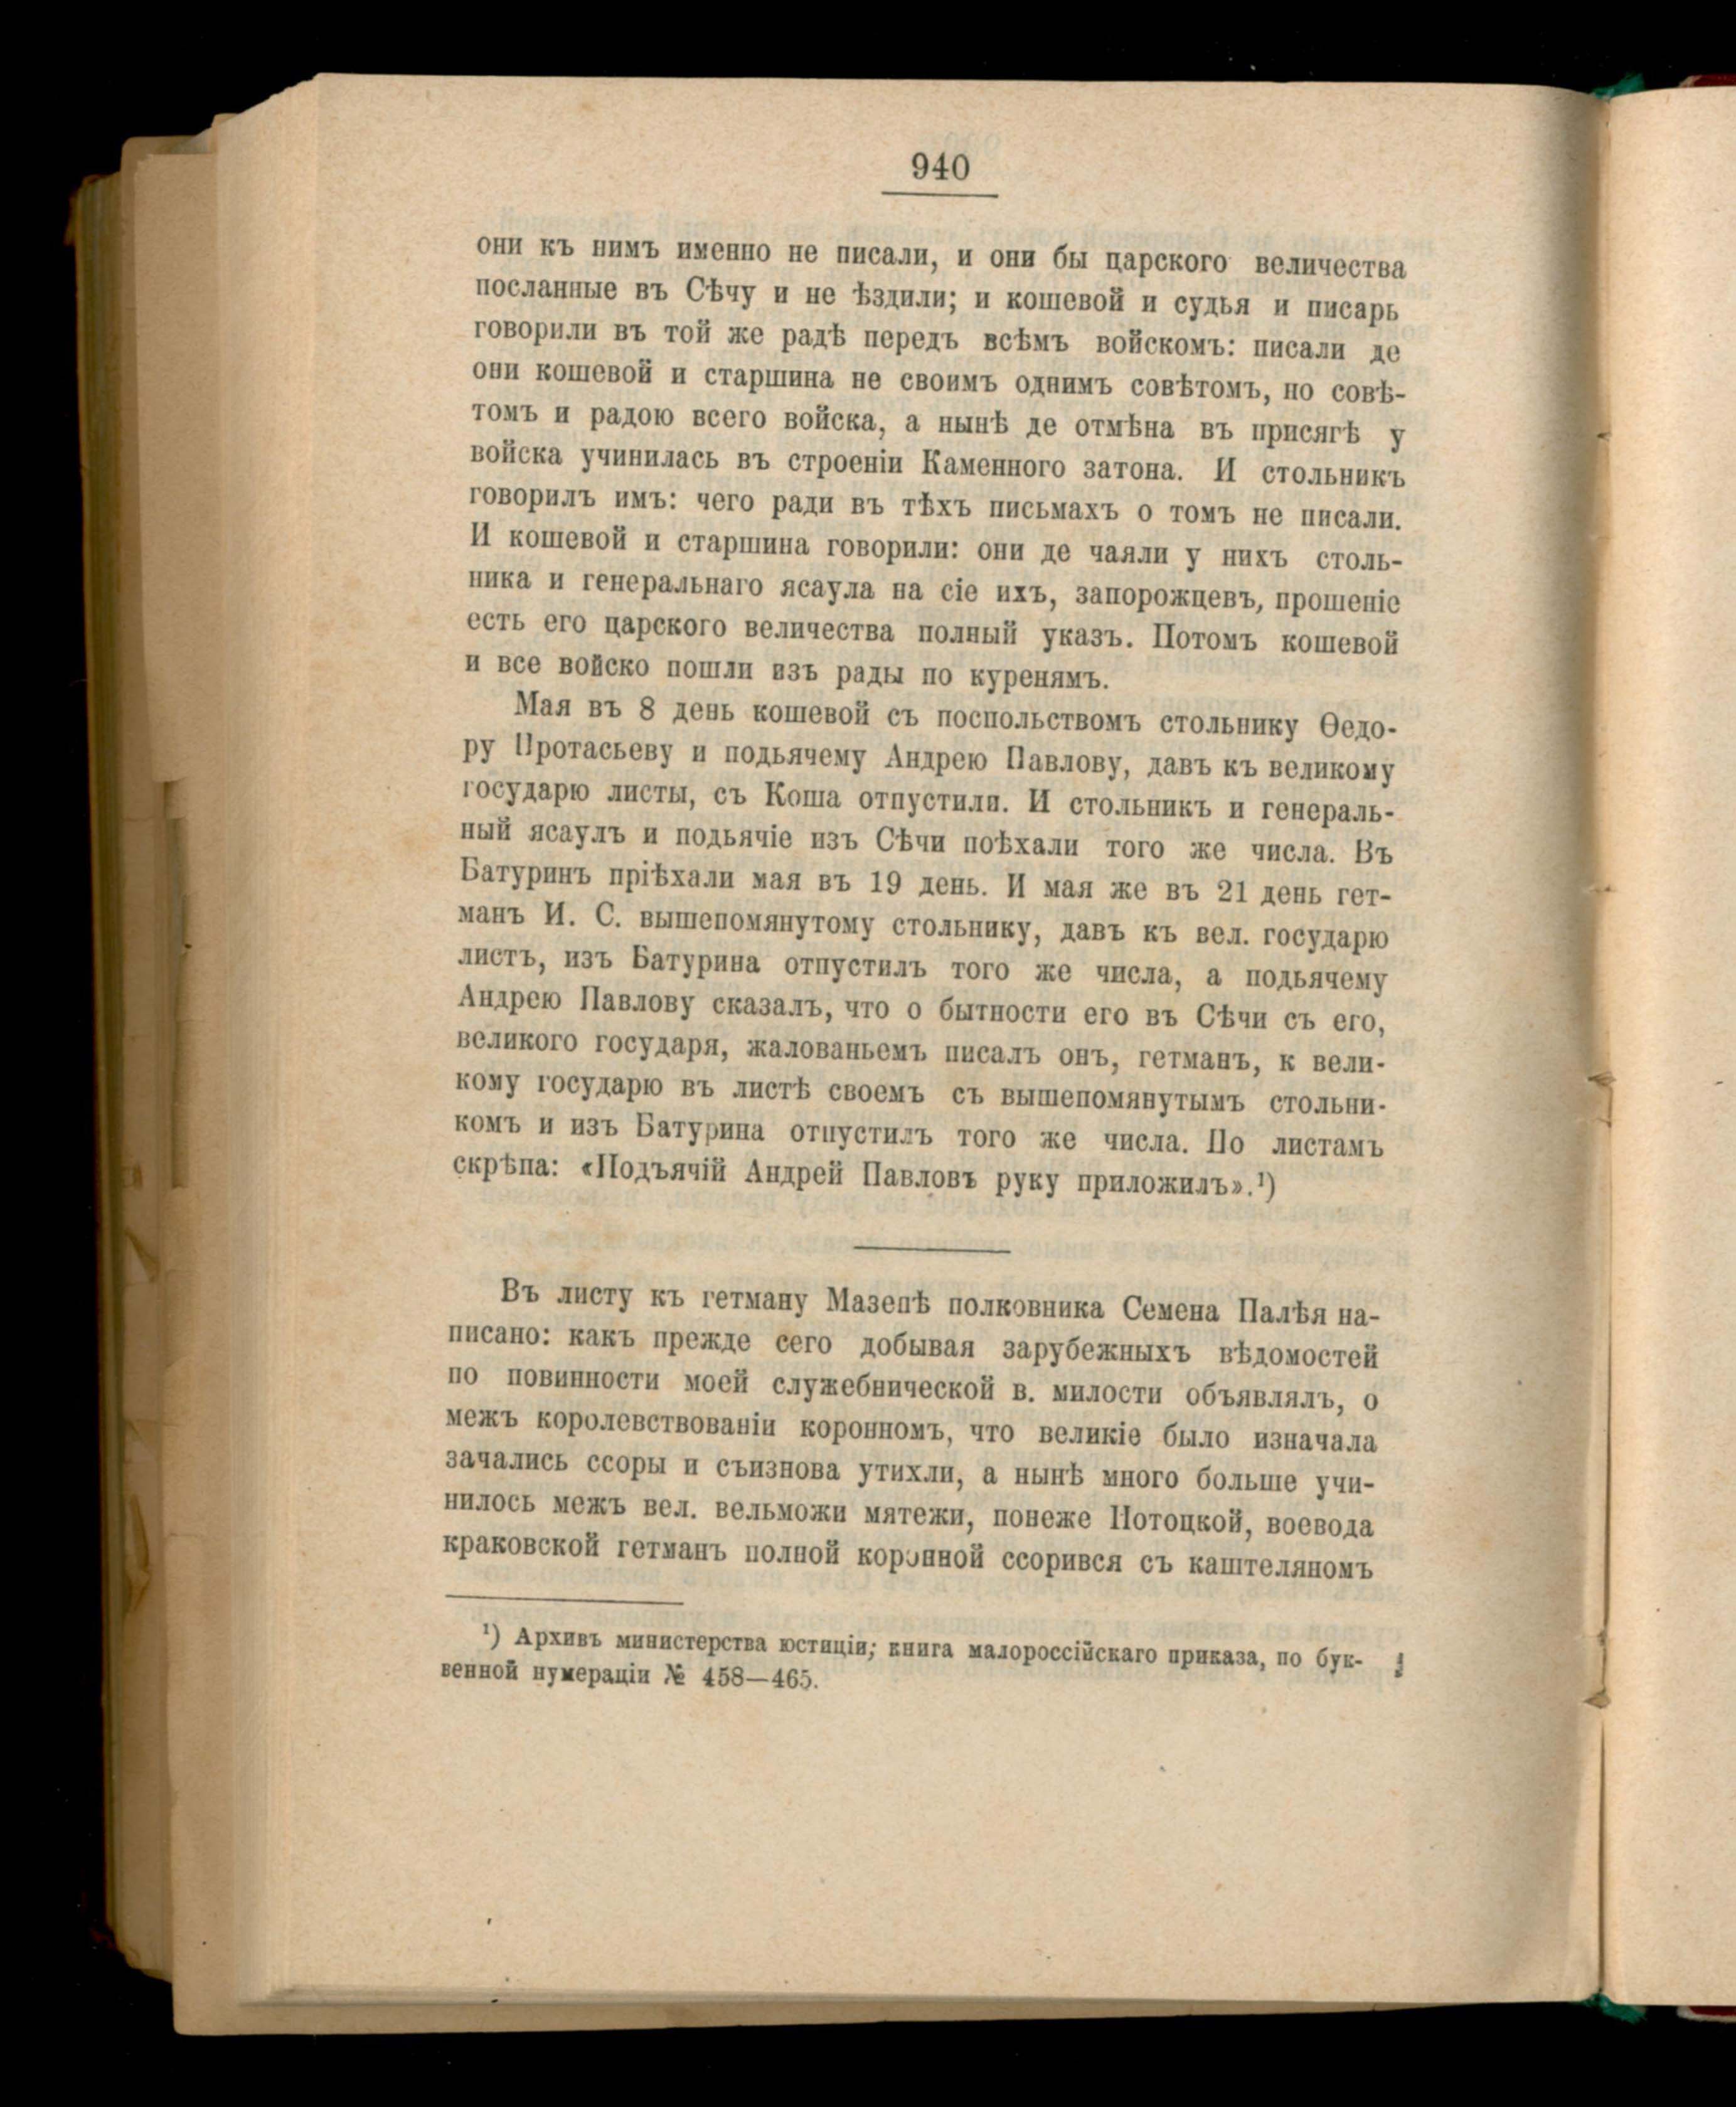 940
они къ нимъ именно не писали, и они бы царского величества
посланные въ Сѣчу и не ѣздили; и кошевой и судья и писарь
говорили въ той же радѣ передъ всѣмъ войскомъ: писали де
они кошевой и старшина не своимъ однимъ совѣтомъ, но совѣ-
томъ и радою всего войска, а нынѣ де отмѣна въ присягѣ у
войска учинилась въ строеніи Каменного затона. И стольникъ
говорилъ имъ: чего ради въ тѣхъ письмахъ о томъ не писали.
И кошевой и старшина говорили: они де чаяли у нихъ столь-
ника и генеральнаго ясаула на сіе ихъ, запорожцевъ, прошеніе
есть его царского величества полный указъ. Потомъ кошевой
и все войско пошли изъ рады по куренямъ.
Мая въ 8 день кошевой съ поспольствомъ стольнику Ѳедо-
ру Протасьеву и подьячему Андрею Павлову, давъ къ великому
государю листы, съ Коша отпустили. И стольникъ и генераль-
ный ясаулъ и подьячіе изъ Сѣчи поѣхали того же числа. Въ
Батуринъ пріѣхали мая въ 19 день. И мая же въ 21 день гет-
манъ И. С. вышепомянутому стольнику, давъ къ вел. государю
листъ, изъ Батурина отпустилъ того же числа, а подьячему
Андрею Павлову сказалъ, что о бытности его въ Сѣчи съ его,
великого государя, жалованьемъ писалъ онъ, гетманъ, к вели-
кому государю въ листѣ своемъ съ вышепомянутымъ стольни-
комъ и изъ Батурина отпустилъ того же числа. По листамъ
скрѣпа: «Подъячій Андрей Павловъ руку приложилъ».¹)
Въ листу къ гетману Мазепѣ полковника Семена Палѣя на-
писано: какъ прежде сего добывая зарубежныхъ вѣдомостей
по повинности моей служебнической в. милости объявлялъ, о
межъ королевствованіи коронномъ, что великіе было изначала
зачались ссоры и съизнова утихли, а нынѣ много больше учи-
нилось межъ вел. вельможи мятежи, понеже Потоцкой, воевода
краковской гетманъ полной коронной ссорився съ каштеляномъ
¹) Архивъ министерства юстиціи; книга малороссійскаго приказа, по бук-
венной нумераціи № 458—465.